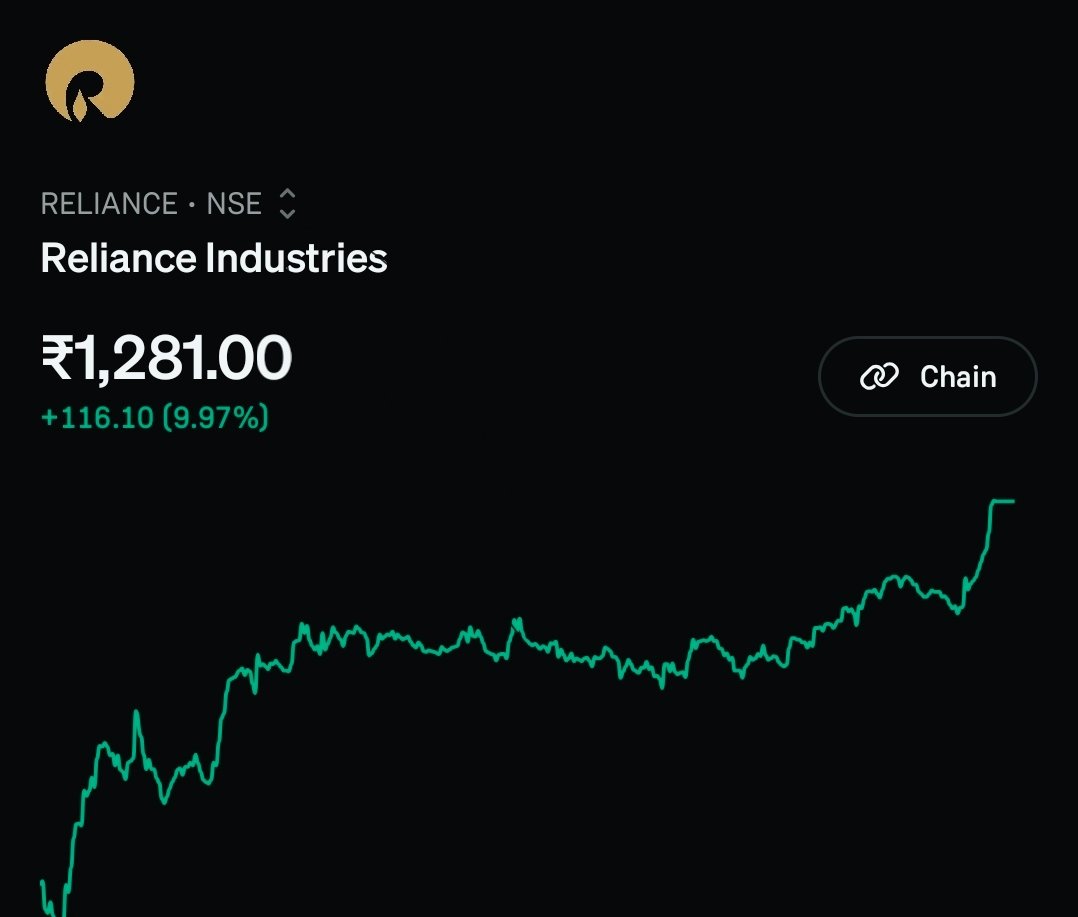 RELIANCE · NSE
Reliance Industries
₹1,281.00
+116.10 (9.97%)
Chain